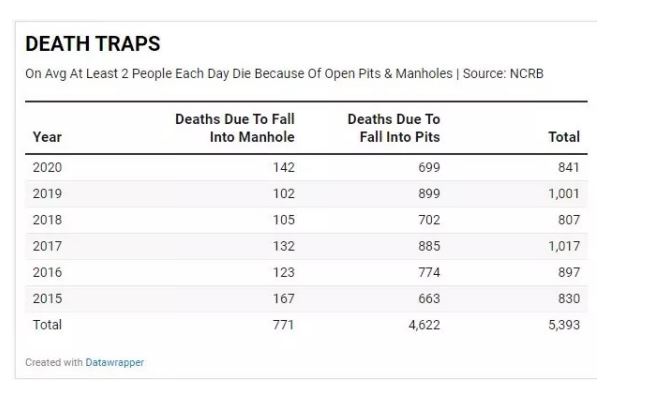 DEATH TRAPS
On Avg At Least 2 People Each Day Die Because Of Open Pits & Manholes | Source: NCRB
Year Deaths Due To Fall Into Manhole Deaths Due To Fall Into Pits Total
2020 142 699 841
2019 102 899 1,001
2018 105 702 807
2017 132 885 1,017
2016 123 774 897
2015 167 663 830
Total 771 4,622 5,393
Created with Datawrapper